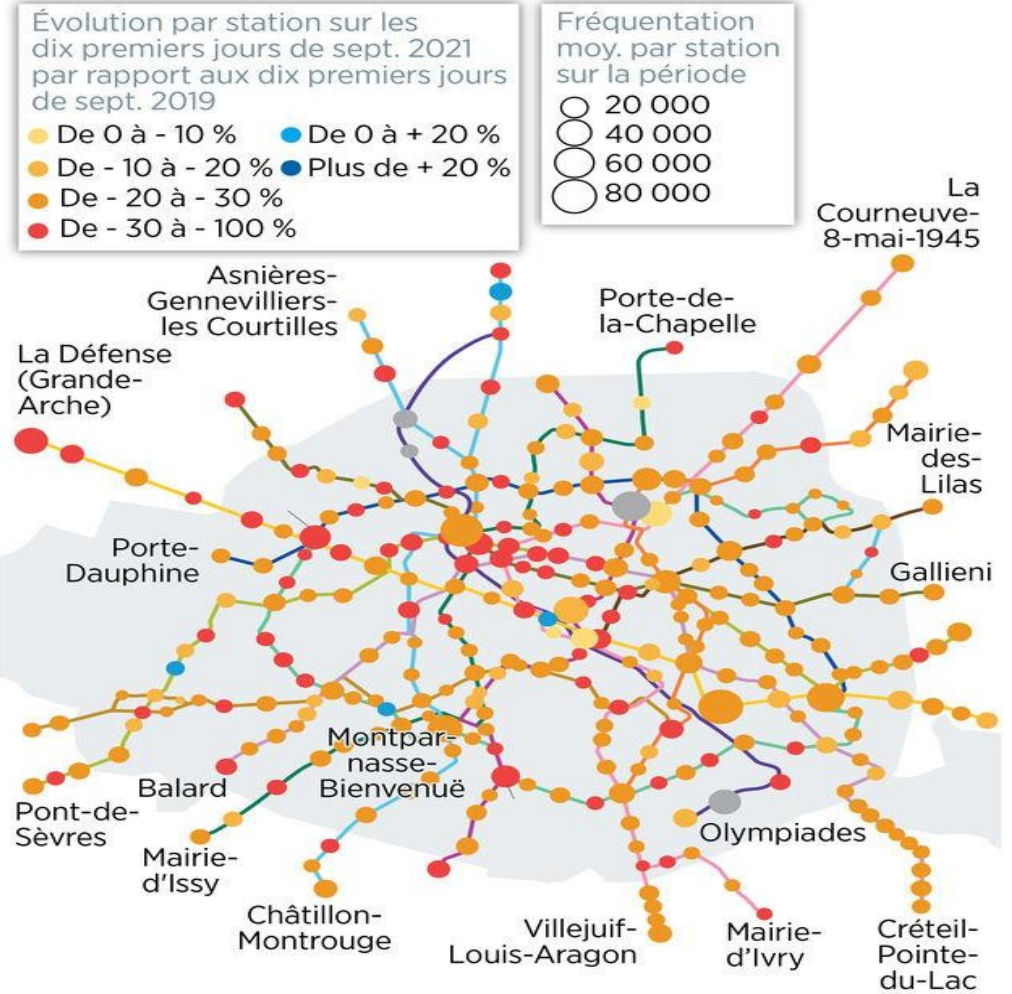 Évolution par station sur les
dix premiers jours de sept. 2021
par rapport aux dix premiers jours
de sept. 2019
De 0 à - 10 %
De 0 à + 20 %
De - 10 à - 20 %
Plus de + 20 %
De - 20 à - 30 %
De - 30 à - 100 %
Fréquentation
moy. par station
sur la période
20 000
40 000
60 000
80 000
La
Courneuve-
8-mai-1945
Asnières-
Gennevilliers-
les Courtilles
Porte-de-
la-Chapelle
La Défense
(Grande-
Arche)
Mairie-
des-
Lilas
Porte-
Dauphine
Gallieni
Montpar-
nasse-
Bienvenuë
Balard
Pont-de-
Sèvres
Mairie-
d'Issy
Olympiades
Châtillon-
Montrouge
Villejuif-
Louis-Aragon
Mairie-
d'Ivry
Créteil-
Pointe-
du-Lac